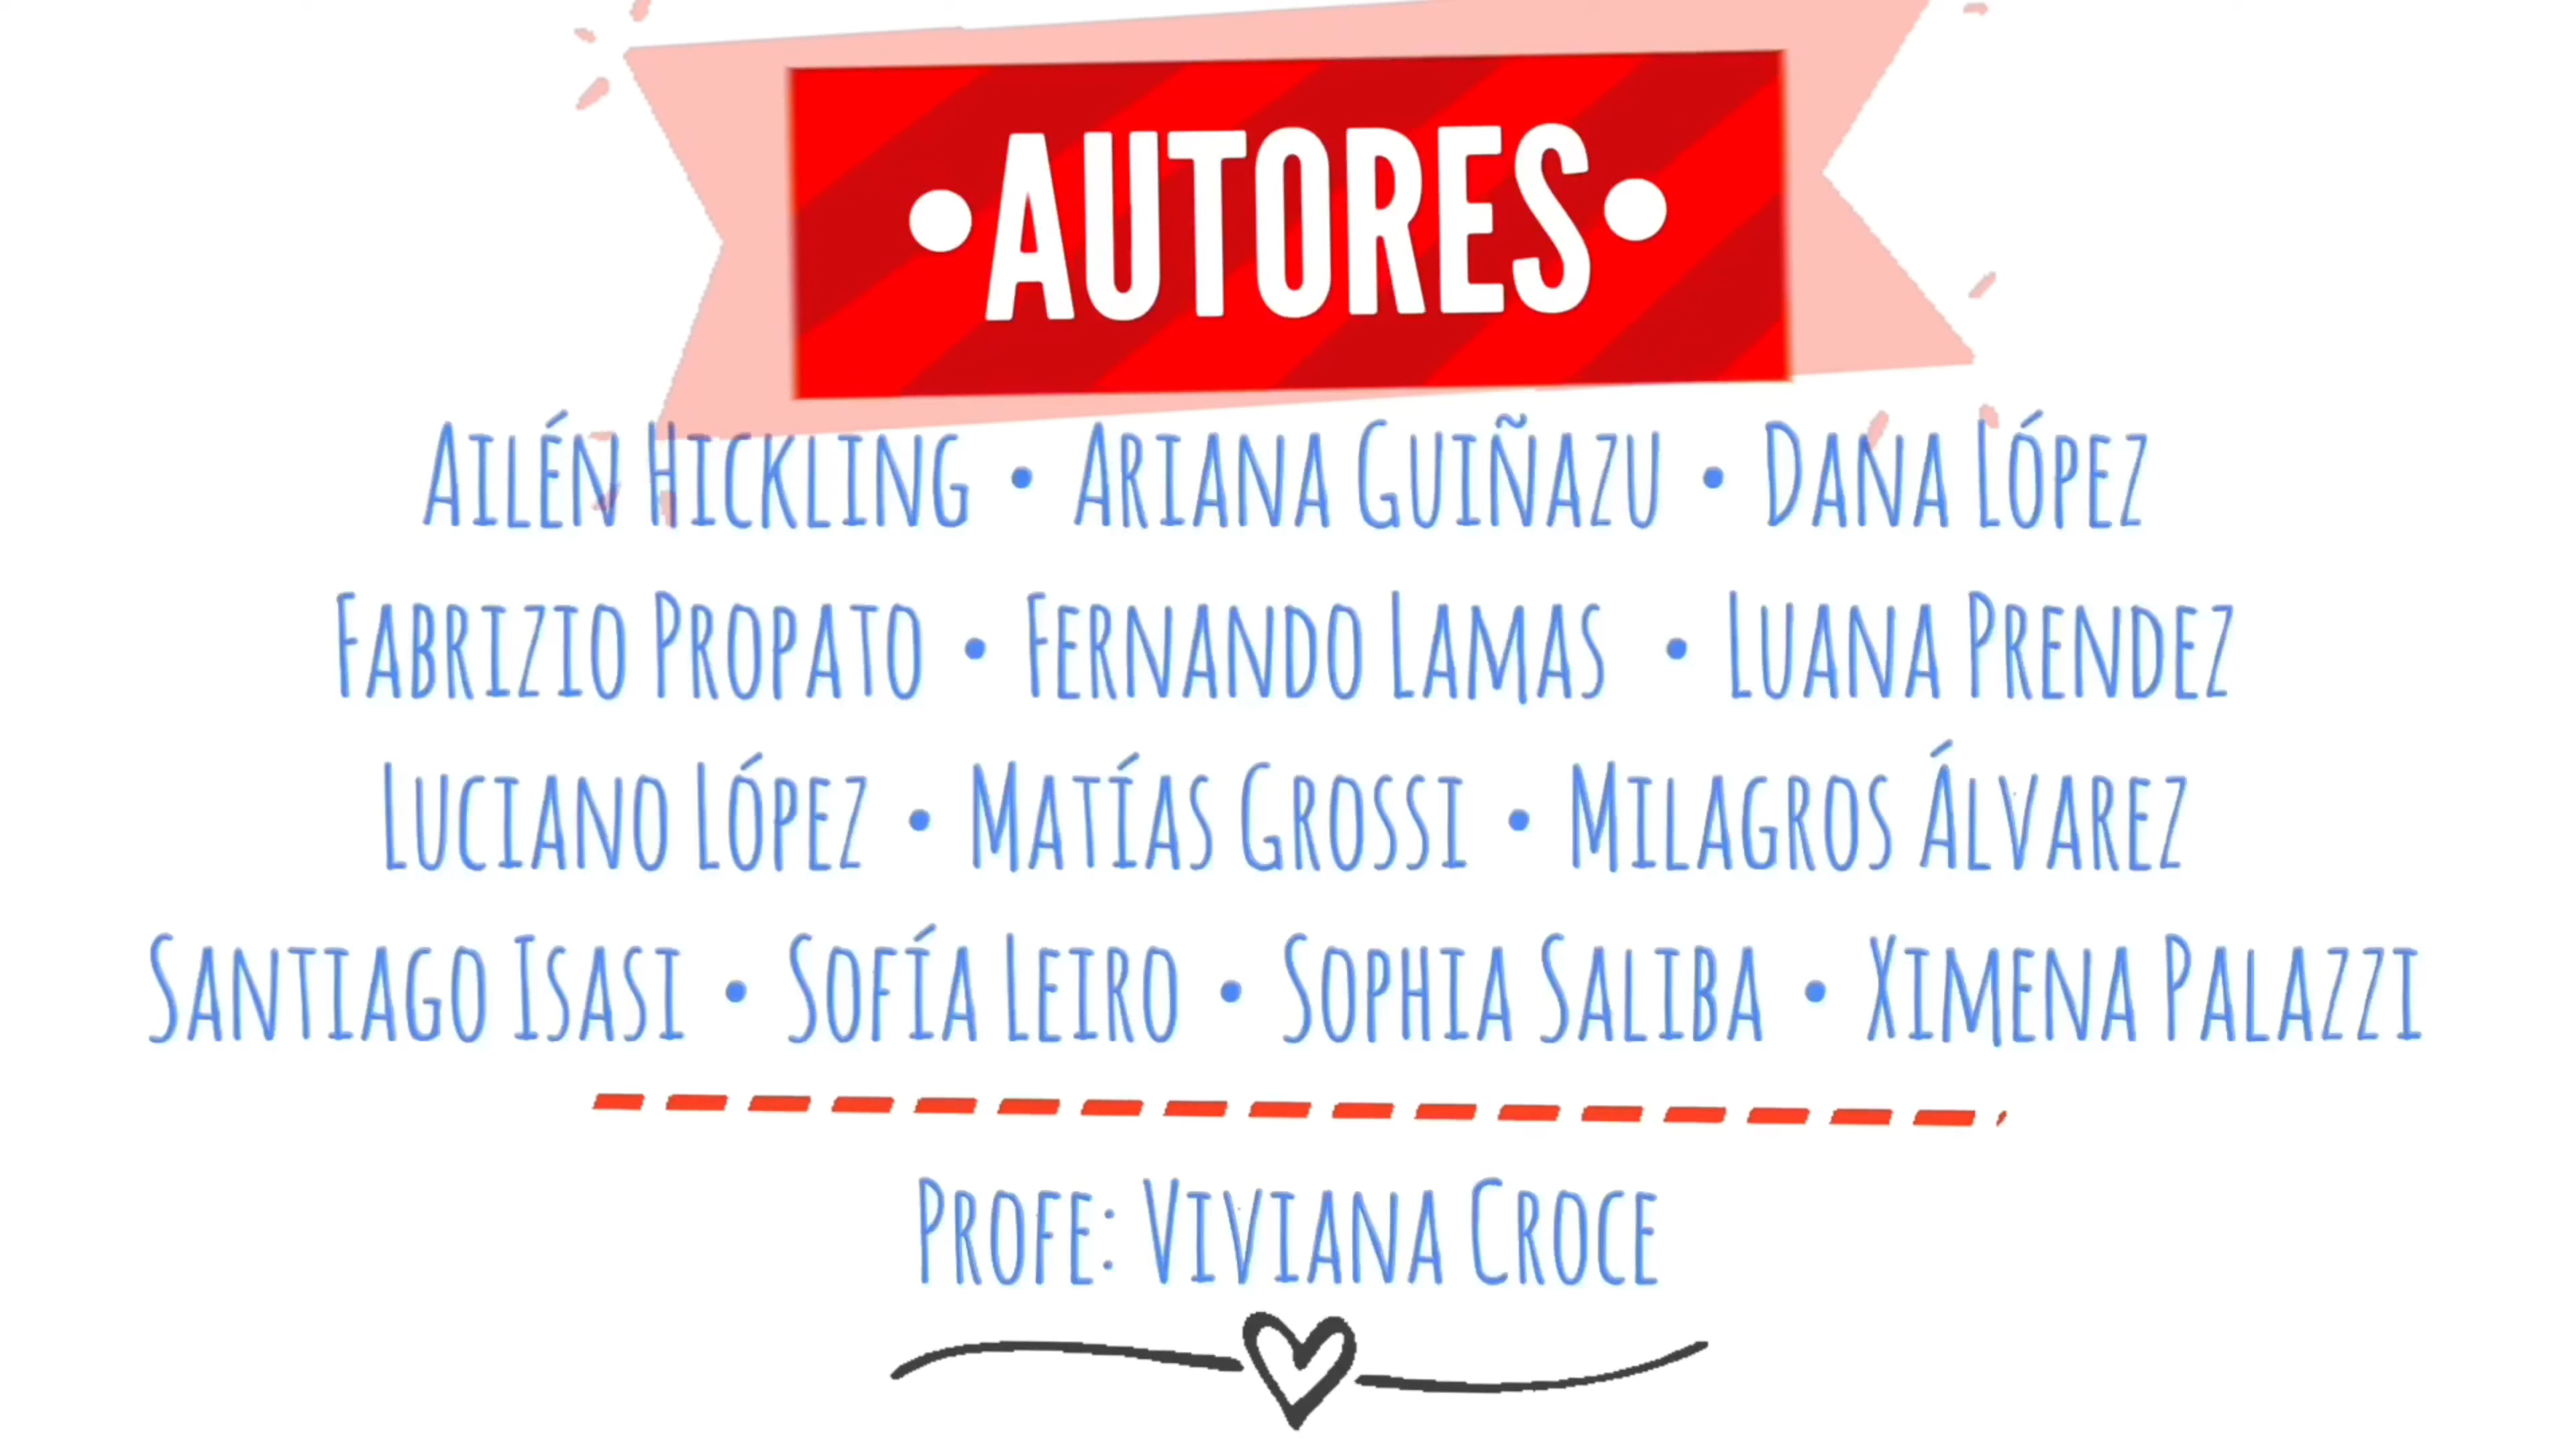 •AUTORES•
AILÉN HICKLING • ARIANA GUIÑAZU • DANA LÓPEZ
FABRIZIO PROPATO • FERNANDO LAMAS • LUANA PRENDEZ
LUCIANO LÓPEZ • MATÍAS GROSSI • MILAGROS ÁLVAREZ
SANTIAGO ISASI • SOFÍA LEIRO • SOPHIA SALIBA • XIMENA PALAZZI
PROFE: VIVIANA CROCE